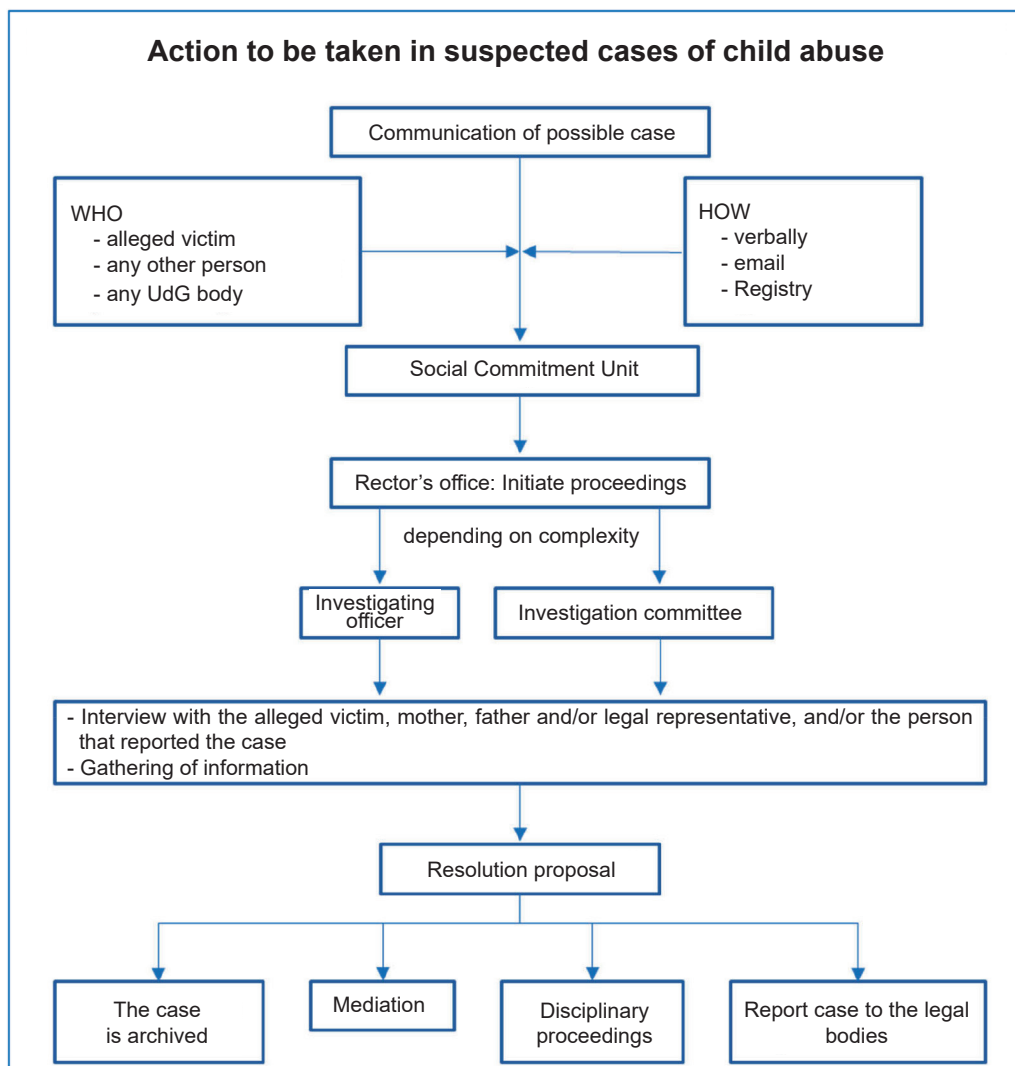 Action to be taken in suspected cases of child abuse
Communication of possible case
WHO
- alleged victim
- any other person
- any UdG body
HOW
- verbally
- email
- Registry
Social Commitment Unit
Rector’s office: Initiate proceedings
depending on complexity
Investigating
officer
Investigation committee
- Interview with the alleged victim, mother, father and/or legal representative, and/or the person
that reported the case
- Gathering of information
Resolution proposal
The case
is archived
Mediation
Disciplinary
proceedings
Report case to the legal
bodies